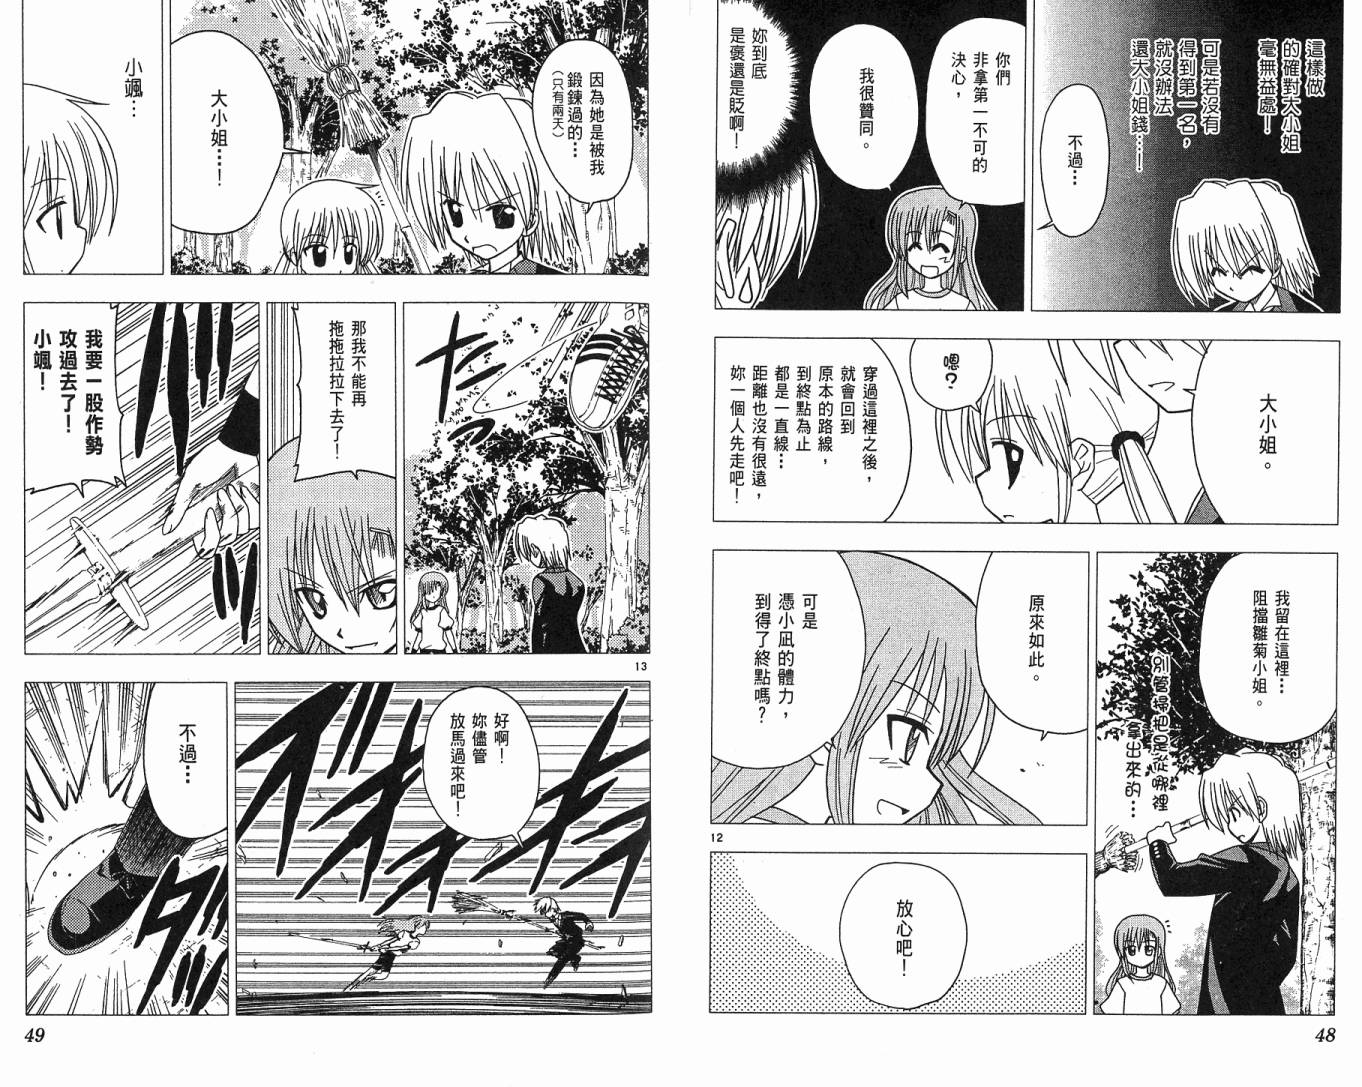 這樣做
的確對大小姐
毫無益處！
可是若沒有
得到第一名，
就沒辦法
還大小姐錢…！
不過…
你們
非拿第一不可的
決心，
我很贊同。
妳到底
是褒還是貶啊！
大小姐。
嗯？
穿過這裡之後，
就會回到
原本的路線，
到終點為止
都是一直線…
距離也沒有很遠，
妳一個人先走吧！
我留在這裡…
阻擋雛菊小姐。
別管掃把是從哪裡
拿出來的…
原來如此。
可是
憑小凪的體力，
到得了終點嗎？
12
放心吧！
48
因為她是被我
鍛鍊過的…
（只有兩天）
大小姐…！
小颯…
那我不能再
拖拖拉拉下去了！
我要一股作勢
攻過去了！
小颯！
13
好啊！
妳儘管
放馬過來吧！
不過…
49